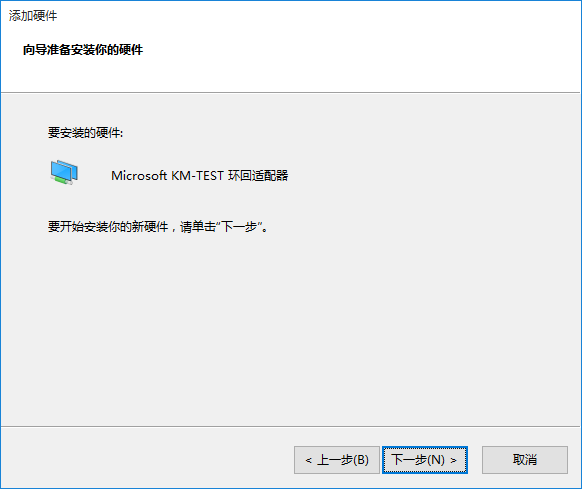 添加硬件
向导准备安装你的硬件
要安装的硬件:
Microsoft KM-TEST 环回适配器
要开始安装你的新硬件，请单击"下一步"。
< 上一步(B) 下一步(N) > 取消